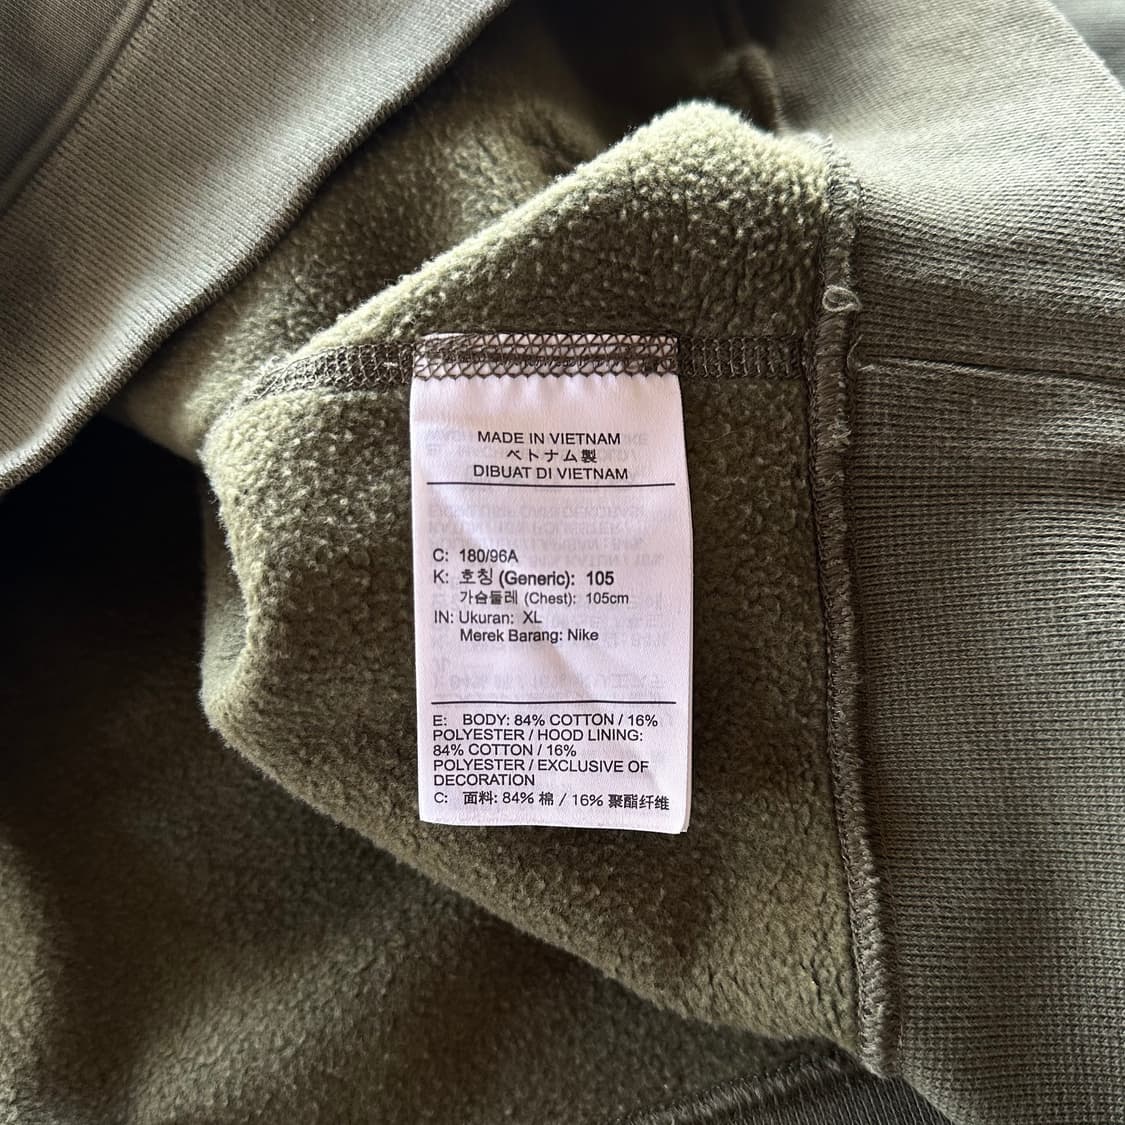 MADE IN VIETNAM
ベトナム製
DIBUAT DI VIETNAM
C: 180/96A
K: 호칭 (Generic): 105
가슴둘레 (Chest): 105cm
IN: Ukuran: XL
Merek Barang: Nike
E: BODY: 84% COTTON / 16%
POLYESTER / HOOD LINING:
84% COTTON / 16%
POLYESTER / EXCLUSIVE OF
DECORATION
C: 面料: 84% 棉 / 16% 聚酯纤维